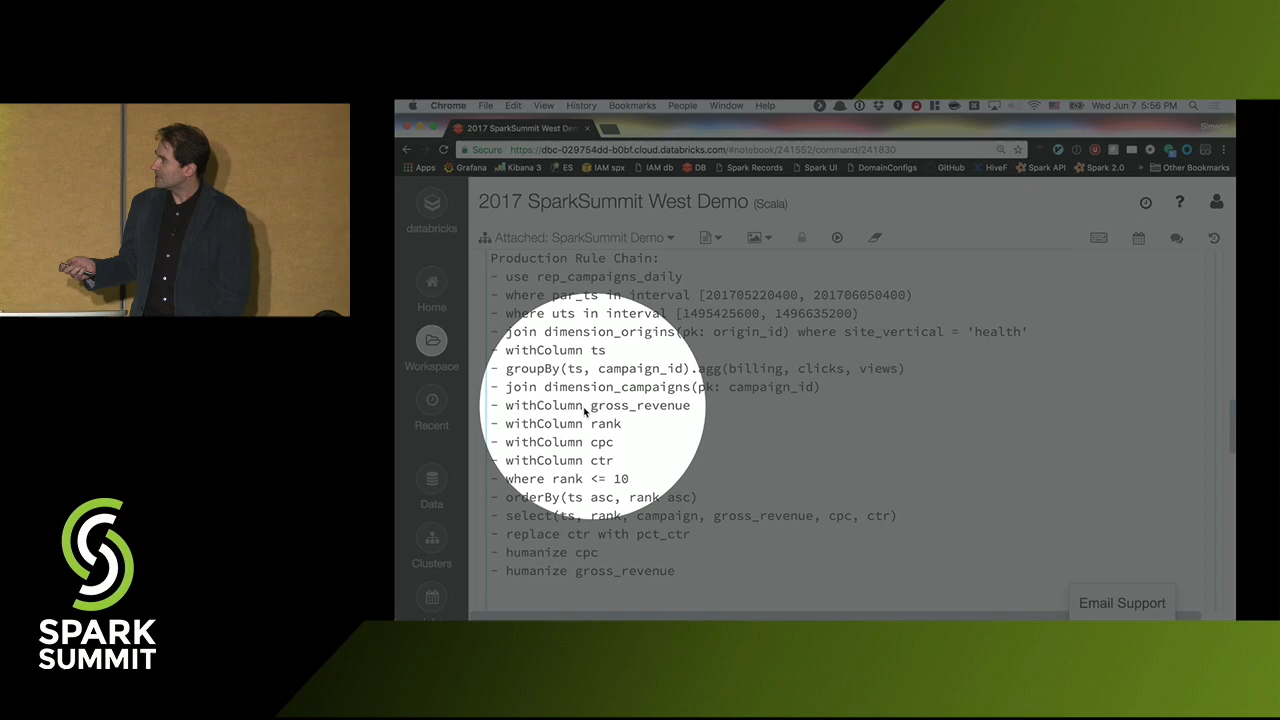 Chrome File Edit View History Bookmarks People Window Help Wed Jun 7 5:56 PM
2017 SparkSummit West Dem
Secure https://dbc-029754dd-b0bf.cloud.databricks.com/#notebook/241552/command/241830
Apps Grafana Kibana 3 ES IAM spx IAM db DB Spark Records Spark UI DomainConfigs GitHub HiveF Spark API Spark 2.0 » Other Bookmarks
databricks
Home
Workspace
Recent
Data
Clusters
2017 SparkSummit West Demo (Scala)
Attached: SparkSummit Demo
Production Rule Chain:
- use rep_campaigns_daily
- where par_ts in interval [201705220400, 201706050400)
- where uts in interval [1495425600, 1496635200)
- join dimension_origins(pk: origin_id) where site_vertical = 'health'
- withColumn ts
- groupBy(ts, campaign_id).agg(billing, clicks, views)
- join dimension_campaigns(pk: campaign_id)
- withColumn gross_revenue
- withColumn rank
- withColumn cpc
- withColumn ctr
- where rank <= 10
- orderBy(ts asc, rank asc)
- select(ts, rank, campaign, gross_revenue, cpc, ctr)
- replace ctr with pct_ctr
- humanize cpc
- humanize gross_revenue
Email Support
SPARK
SUMMIT